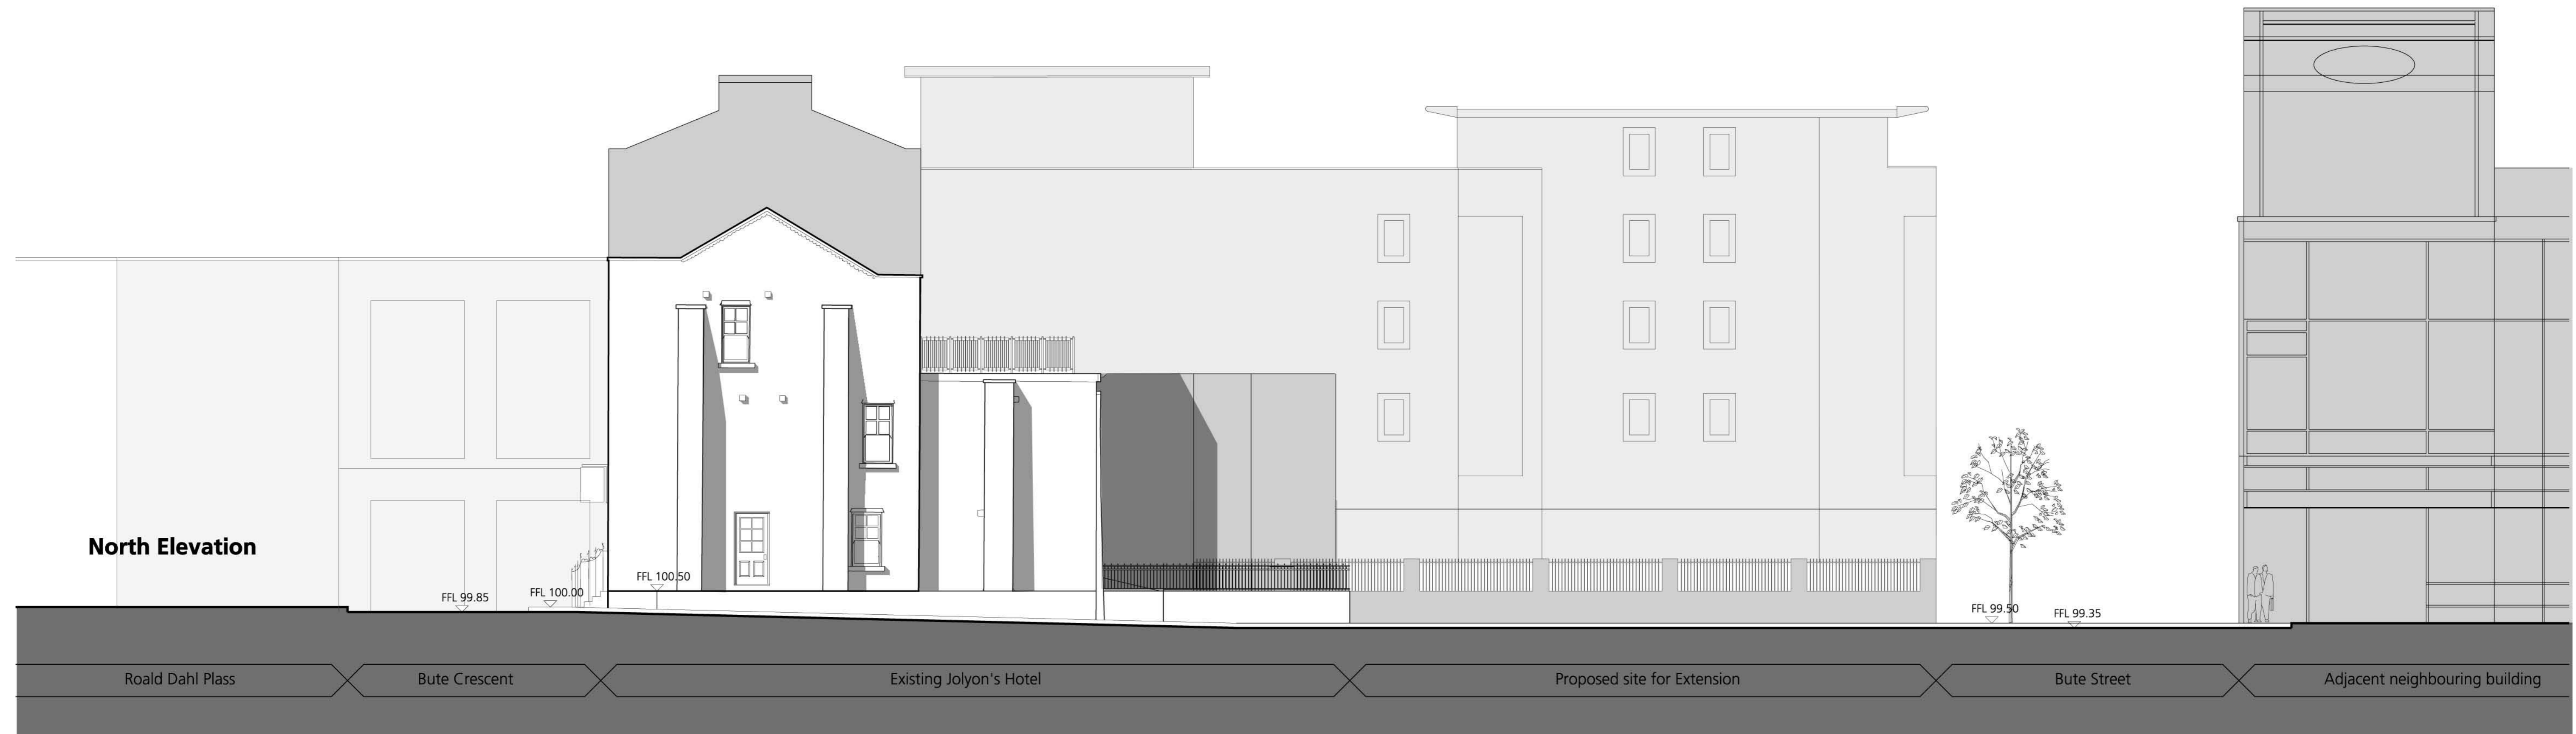 North Elevation
FFL 99.85
FFL 100.00
FFL 100.50
FFL 99.50
FFL 99.35
Roald Dahl Plass
Bute Crescent
Existing Jolyon's Hotel
Proposed site for Extension
Bute Street
Adjacent neighbouring building